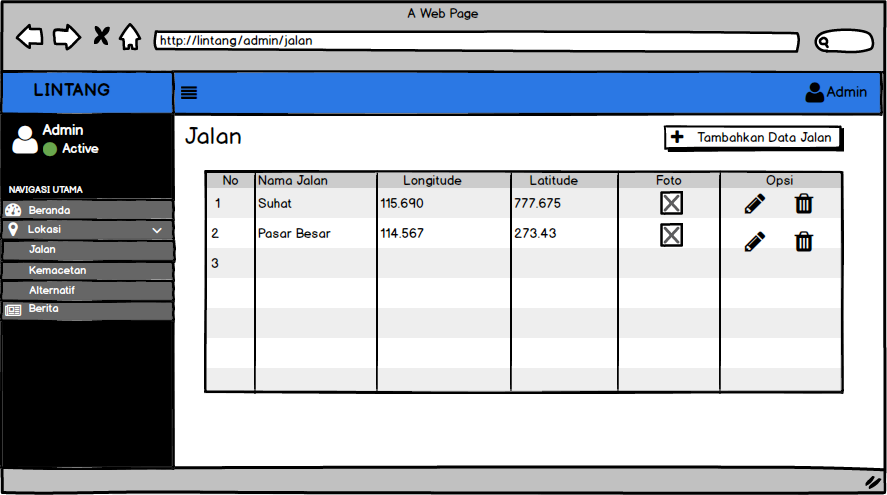 A Web Page
http://lintang/admin/jalan
LINTANG
Admin
Admin
Active
NAVIGASI UTAMA
Beranda
Lokasi
Jalan
Kemacetan
Alternatif
Berita
Jalan
Tambahkan Data Jalan
No Nama Jalan Longitude Latitude Foto Opsi
1 Suhat 115.690 777.675
2 Pasar Besar 114.567 273.43
3